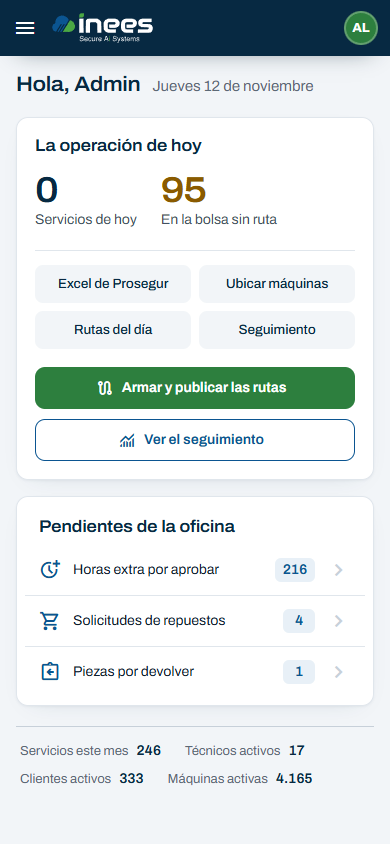 inees
Secure Ai Systems
AL
Hola, Admin Jueves 12 de noviembre
La operación de hoy
0 95
Servicios de hoy En la bolsa sin ruta
Excel de Prosegur Ubicar máquinas
Rutas del día Seguimiento
Armar y publicar las rutas
Ver el seguimiento
Pendientes de la oficina
Horas extra por aprobar 216
Solicitudes de repuestos 4
Piezas por devolver 1
Servicios este mes 246 Técnicos activos 17
Clientes activos 333 Máquinas activas 4.165